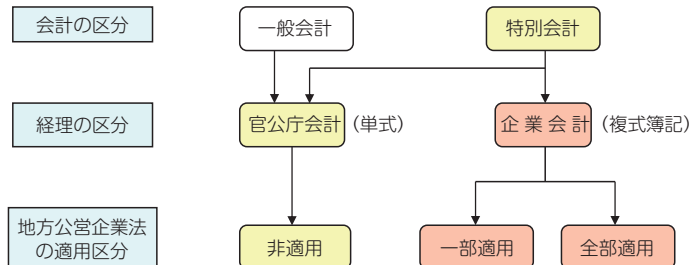 会計の区分
一般会計
特別会計
経理の区分
官公庁会計 (単式)
企業会計 (複式簿記)
地方公営企業法
の適用区分
非適用
一部適用
全部適用